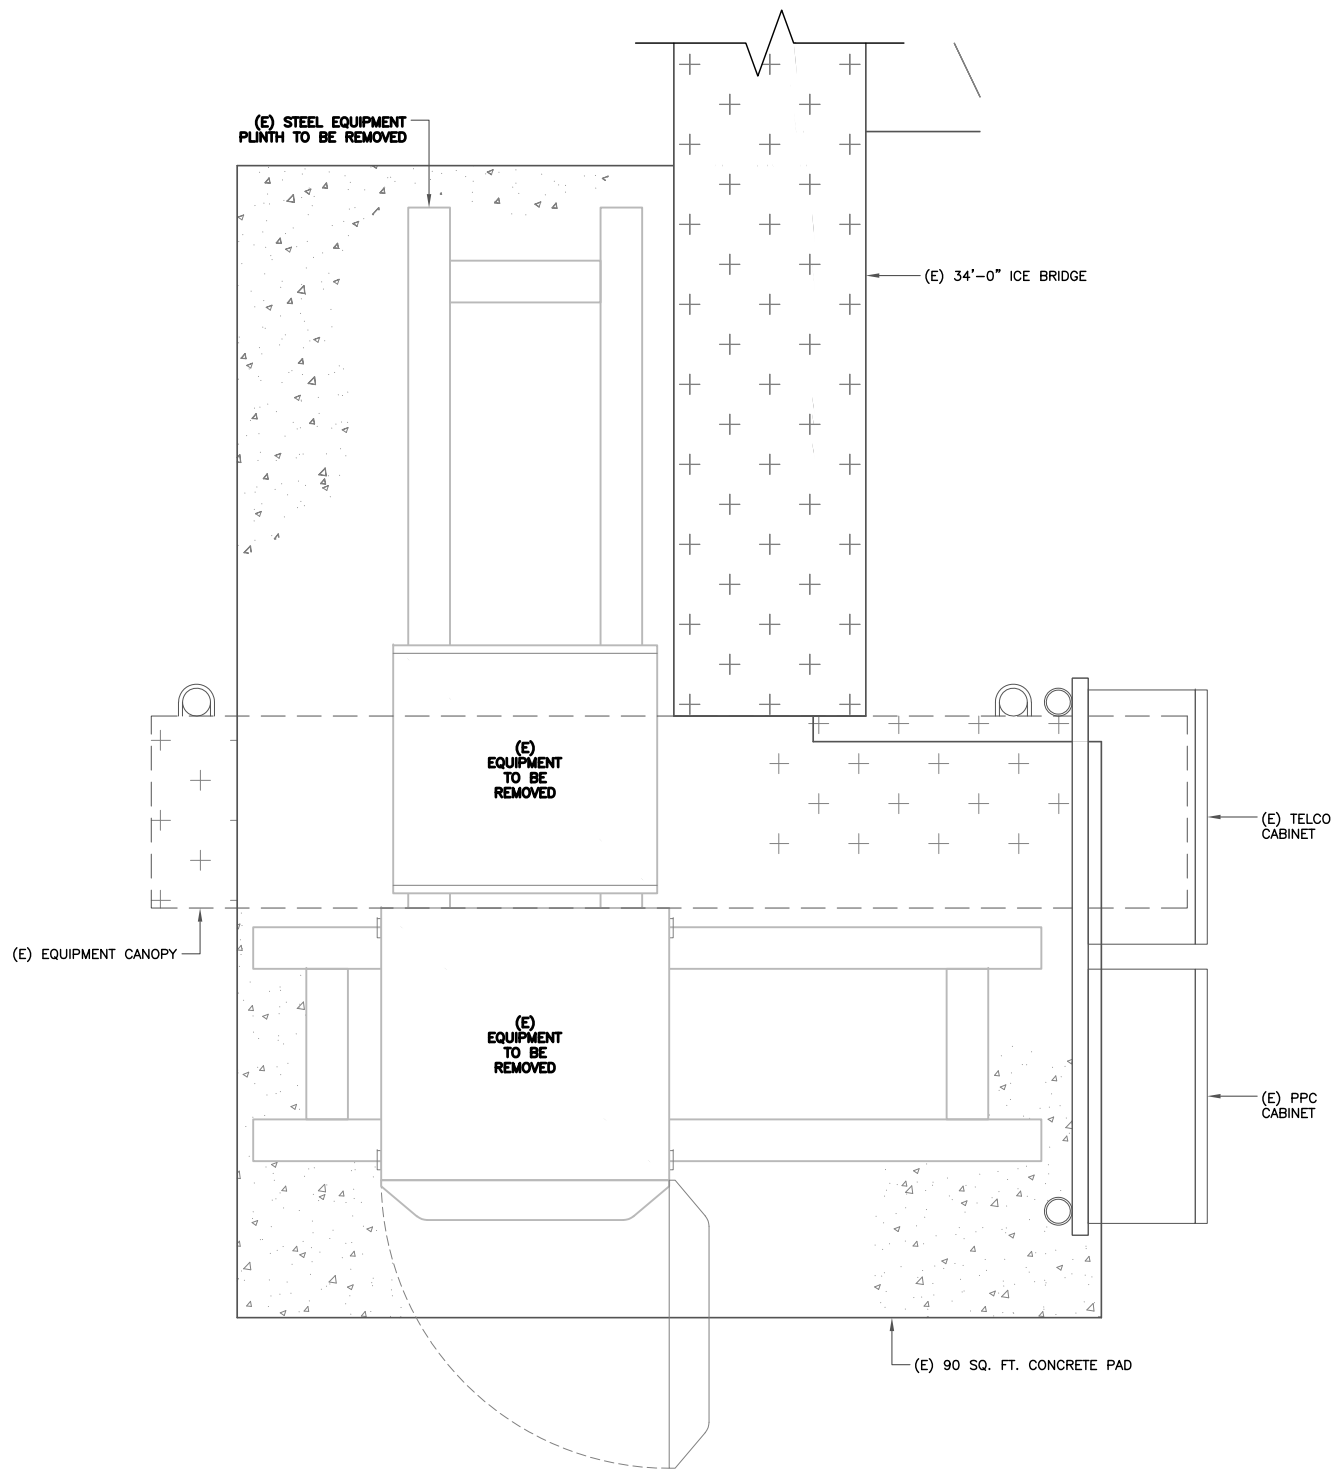 (E) STEEL EQUIPMENT
PLINTH TO BE REMOVED
(E) 34'-0" ICE BRIDGE
(E)
EQUIPMENT
TO BE
REMOVED
(E) TELCO
CABINET
(E) EQUIPMENT CANOPY
(E)
EQUIPMENT
TO BE
REMOVED
(E) PPC
CABINET
(E) 90 SQ. FT. CONCRETE PAD